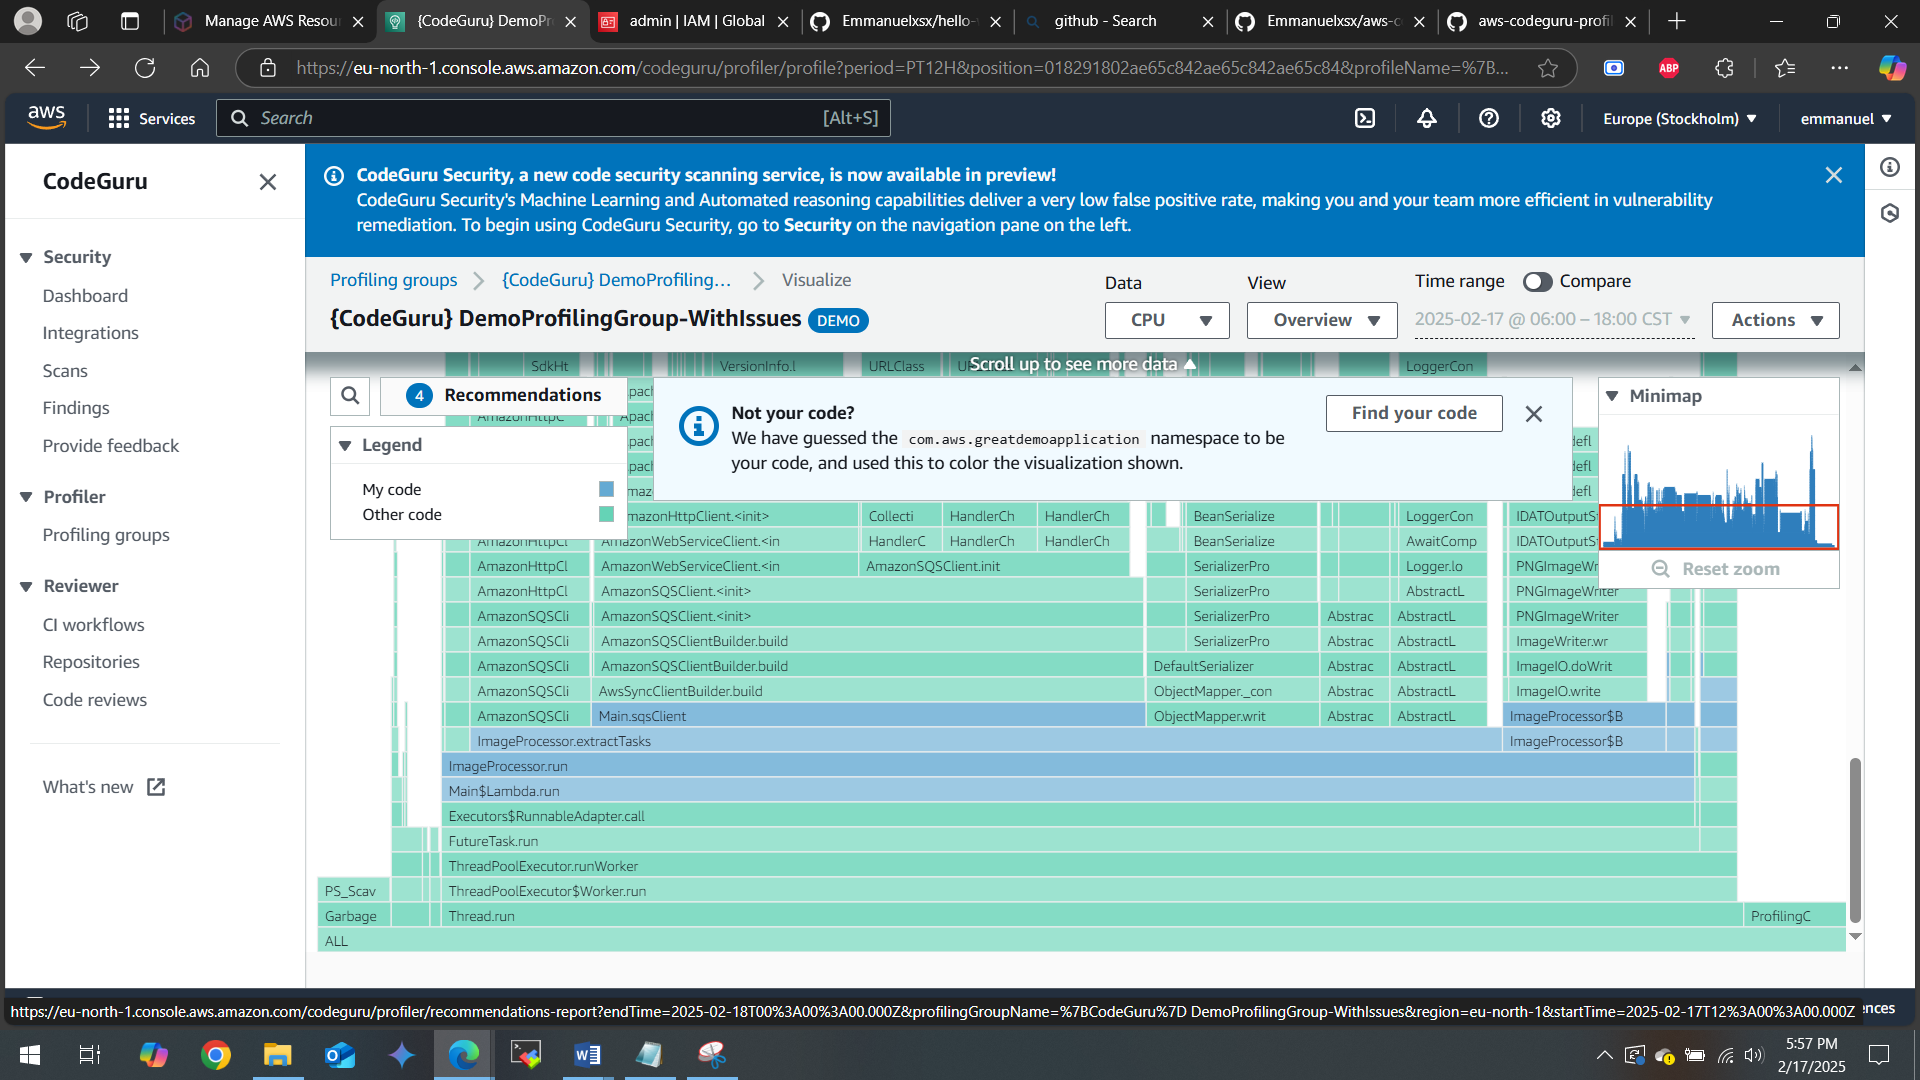 Manage AWS Resou
{CodeGuru} DemoPr
admin | IAM | Global
Emmanuelxsx/hello-
github - Search
Emmanuelxsx/aws-c
aws-codeguru-profil
https://eu-north-1.console.aws.amazon.com/codeguru/profiler/profile?period=PT12H&position=018291802ae65c842ae65c842ae65c84&profileName=%7B...
ABP
aws
Services
Search
[Alt+S]
Europe (Stockholm)
emmanuel
CodeGuru
CodeGuru Security, a new code security scanning service, is now available in preview!
CodeGuru Security's Machine Learning and Automated reasoning capabilities deliver a very low false positive rate, making you and your team more efficient in vulnerability
remediation. To begin using CodeGuru Security, go to Security on the navigation pane on the left.
Security
Dashboard
Integrations
Scans
Findings
Provide feedback
Profiler
Profiling groups
Reviewer
CI workflows
Repositories
Code reviews
What's new
Profiling groups
{CodeGuru} DemoProfiling...
Visualize
{CodeGuru} DemoProfilingGroup-WithIssues
DEMO
Data
CPU
View
Overview
Time range
Compare
2025-02-17 @ 06:00 – 18:00 CST
Actions
SdkHt
VersionInfo.l
URLClass
Scroll up to see more data
LoggerCon
4 Recommendations
Legend
My code
Other code
Not your code?
We have guessed the com.aws.greatdemoapplication namespace to be
your code, and used this to color the visualization shown.
Find your code
Minimap
Reset zoom
mazonHttpClient.<init>
Collecti
HandlerCh
HandlerCh
BeanSerialize
LoggerCon
IDATOutputS
AmazonHttpCl
AmazonWebServiceClient.<in
HandlerC
HandlerCh
HandlerCh
BeanSerialize
AwaitComp
IDATOutputS
AmazonHttpCl
AmazonWebServiceClient.<in
AmazonSQSClient.init
SerializerPro
Logger.lo
PNGImageWr
AmazonHttpCl
AmazonSQSClient.<init>
SerializerPro
AbstractL
PNGImageWriter
AmazonSQSCli
AmazonSQSClient.<init>
SerializerPro
Abstrac
AbstractL
PNGImageWriter
AmazonSQSCli
AmazonSQSClientBuilder.build
SerializerPro
Abstrac
AbstractL
ImageWriter.wr
AmazonSQSCli
AmazonSQSClientBuilder.build
DefaultSerializer
Abstrac
AbstractL
ImageIO.doWrit
AmazonSQSCli
AwsSyncClientBuilder.build
ObjectMapper._con
Abstrac
AbstractL
ImageIO.write
AmazonSQSCli
Main.sqsClient
ObjectMapper.writ
Abstrac
AbstractL
ImageProcessor$B
ImageProcessor.extractTasks
ImageProcessor$B
ImageProcessor.run
Main$Lambda.run
Executors$RunnableAdapter.call
FutureTask.run
ThreadPoolExecutor.runWorker
PS_Scav
ThreadPoolExecutor$Worker.run
Garbage
Thread.run
ProfilingC
ALL
https://eu-north-1.console.aws.amazon.com/codeguru/profiler/recommendations-report?endTime=2025-02-18T00%3A00%3A00.000Z&profilingGroupName=%7BCodeGuru%7D DemoProfilingGroup-WithIssues&region=eu-north-1&startTime=2025-02-17T12%3A00%3A00.000Z
ences
5:57 PM
2/17/2025